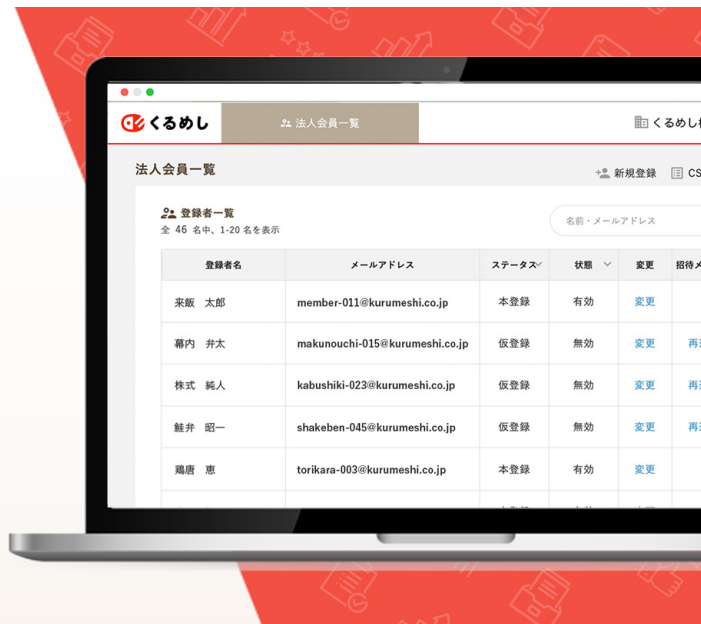 くるめし
法人会員一覧
くるめし
法人会員一覧
新規登録
登録者一覧
全 46 名中、1-20 名を表示
名前・メールアドレス
登録者名 メールアドレス ステータス 状態 変更
来飯 太郎 member-011@kurumeshi.co.jp 本登録 有効 変更
幕内 弁太 makunouchi-015@kurumeshi.co.jp 仮登録 無効 変更
株式 純人 kabushiki-023@kurumeshi.co.jp 仮登録 無効 変更
鮭弁 昭一 shakeben-045@kurumeshi.co.jp 仮登録 無効 変更
鶏唐 恵 torikara-003@kurumeshi.co.jp 本登録 有効 変更